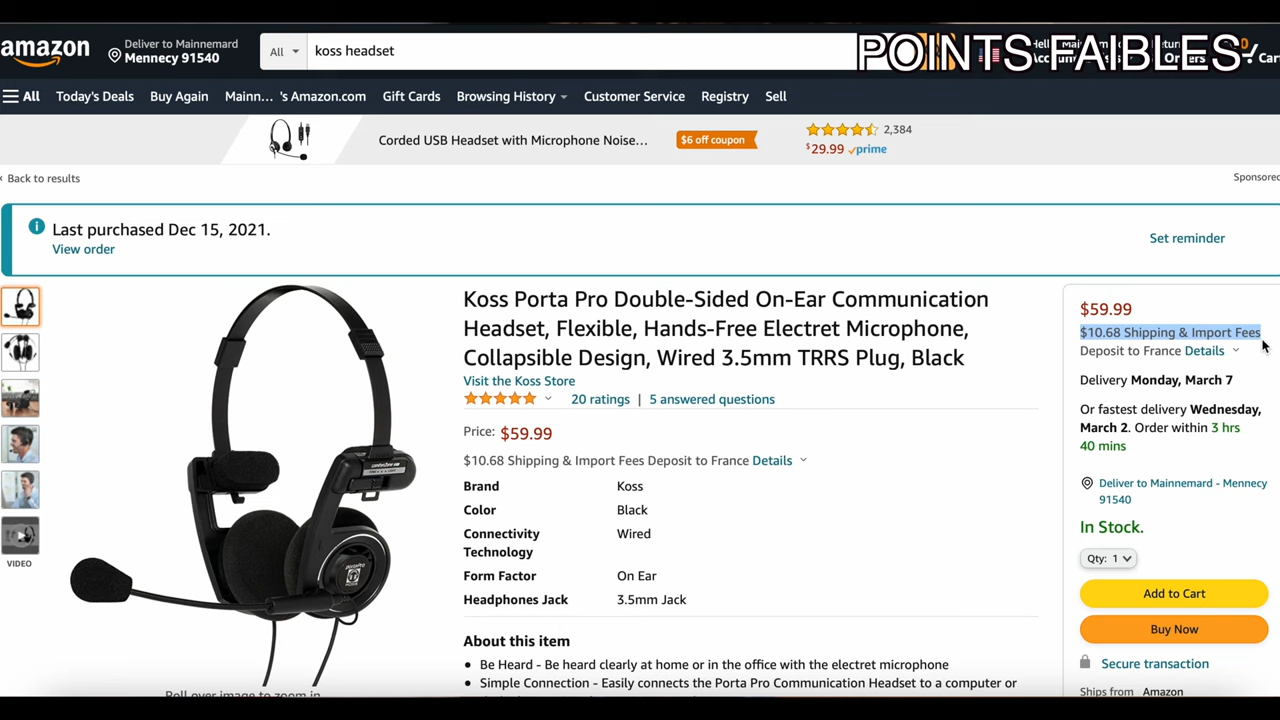 POINTS FAIBLES
amazon
Deliver to Mainnemard
Mennecy 91540
All
koss headset
All
Today's Deals
Buy Again
Mainn... 's Amazon.com
Gift Cards
Browsing History
Customer Service
Registry
Sell
Corded USB Headset with Microphone Noise...
$6 off coupon
2,384
$29.99 prime
‹ Back to results
Sponsored
Last purchased Dec 15, 2021.
View order
Set reminder
VIDEO
Roll over image to zoom in
Koss Porta Pro Double-Sided On-Ear Communication
Headset, Flexible, Hands-Free Electret Microphone,
Collapsible Design, Wired 3.5mm TRRS Plug, Black
Visit the Koss Store
20 ratings | 5 answered questions
Price: $59.99
$10.68 Shipping & Import Fees Deposit to France Details
Brand Koss
Color Black
Connectivity Wired
Technology
Form Factor On Ear
Headphones Jack 3.5mm Jack
About this item
• Be Heard - Be heard clearly at home or in the office with the electret microphone
• Simple Connection - Easily connects the Porta Pro Communication Headset to a computer or
$59.99
$10.68 Shipping & Import Fees
Deposit to France Details
Delivery Monday, March 7
Or fastest delivery Wednesday,
March 2. Order within 3 hrs
40 mins
Deliver to Mainnemard - Mennecy
91540
In Stock.
Qty: 1
Add to Cart
Buy Now
Secure transaction
Ships from Amazon